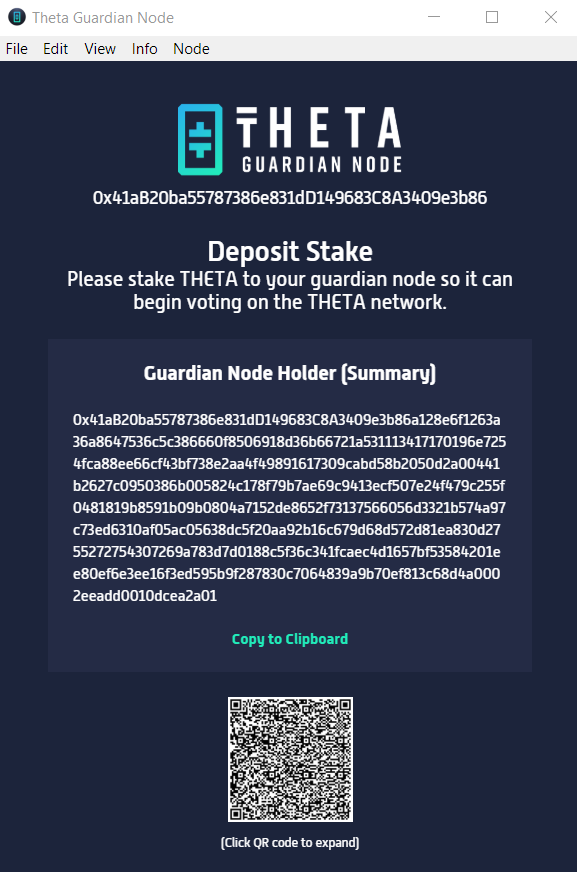 Theta Guardian Node
File Edit View Info Node
THETA
GUARDIAN NODE
0x41aB20ba55787386e831dD149683C8A3409e3b86
Deposit Stake
Please stake THETA to your guardian node so it can
begin voting on the THETA network.
Guardian Node Holder (Summary)
0x41aB20ba55787386e831dD149683C8A3409e3b86a128e6f1263a
36a8647536c5c386660f8506918d36b66721a531113417170196e725
4fca88ee66cf43bf738e2aa4f49891617309cabd58b2050d2a00441
b2627c0950386b005824c178f79b7ae69c9413ecf507e24f479c255f
0481819b8591b09b0804a7152de8652f73137566056d3321b574a97
c73ed6310af05ac05638dc5f20aa92b16c679d68d572d81ea830d27
55272754307269a783d7d0188c5f36c341fcaec4d1657bf53584201e
e80ef6e3ee16f3ed595b9f287830c7064839a9b70ef813c68d4a000
2eeadd0010dcea2a01
Copy to Clipboard
(Click QR code to expand)